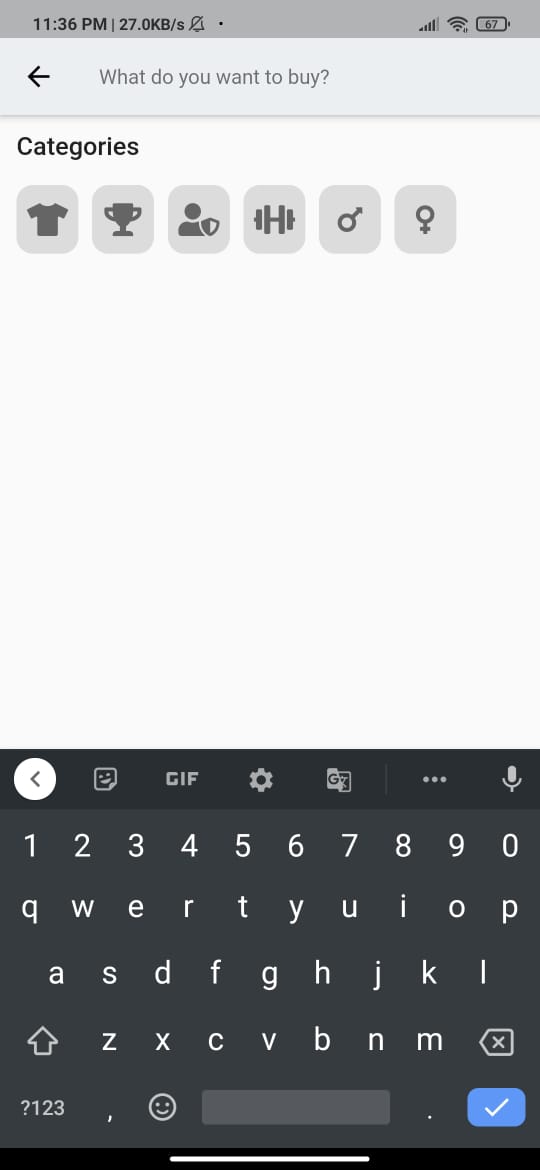 11:36 PM | 27.0KB/s
67
What do you want to buy?
Categories
GIF
1 2 3 4 5 6 7 8 9 0
q w e r t y u i o p
a s d f g h j k l
z x c v b n m
?123 , .